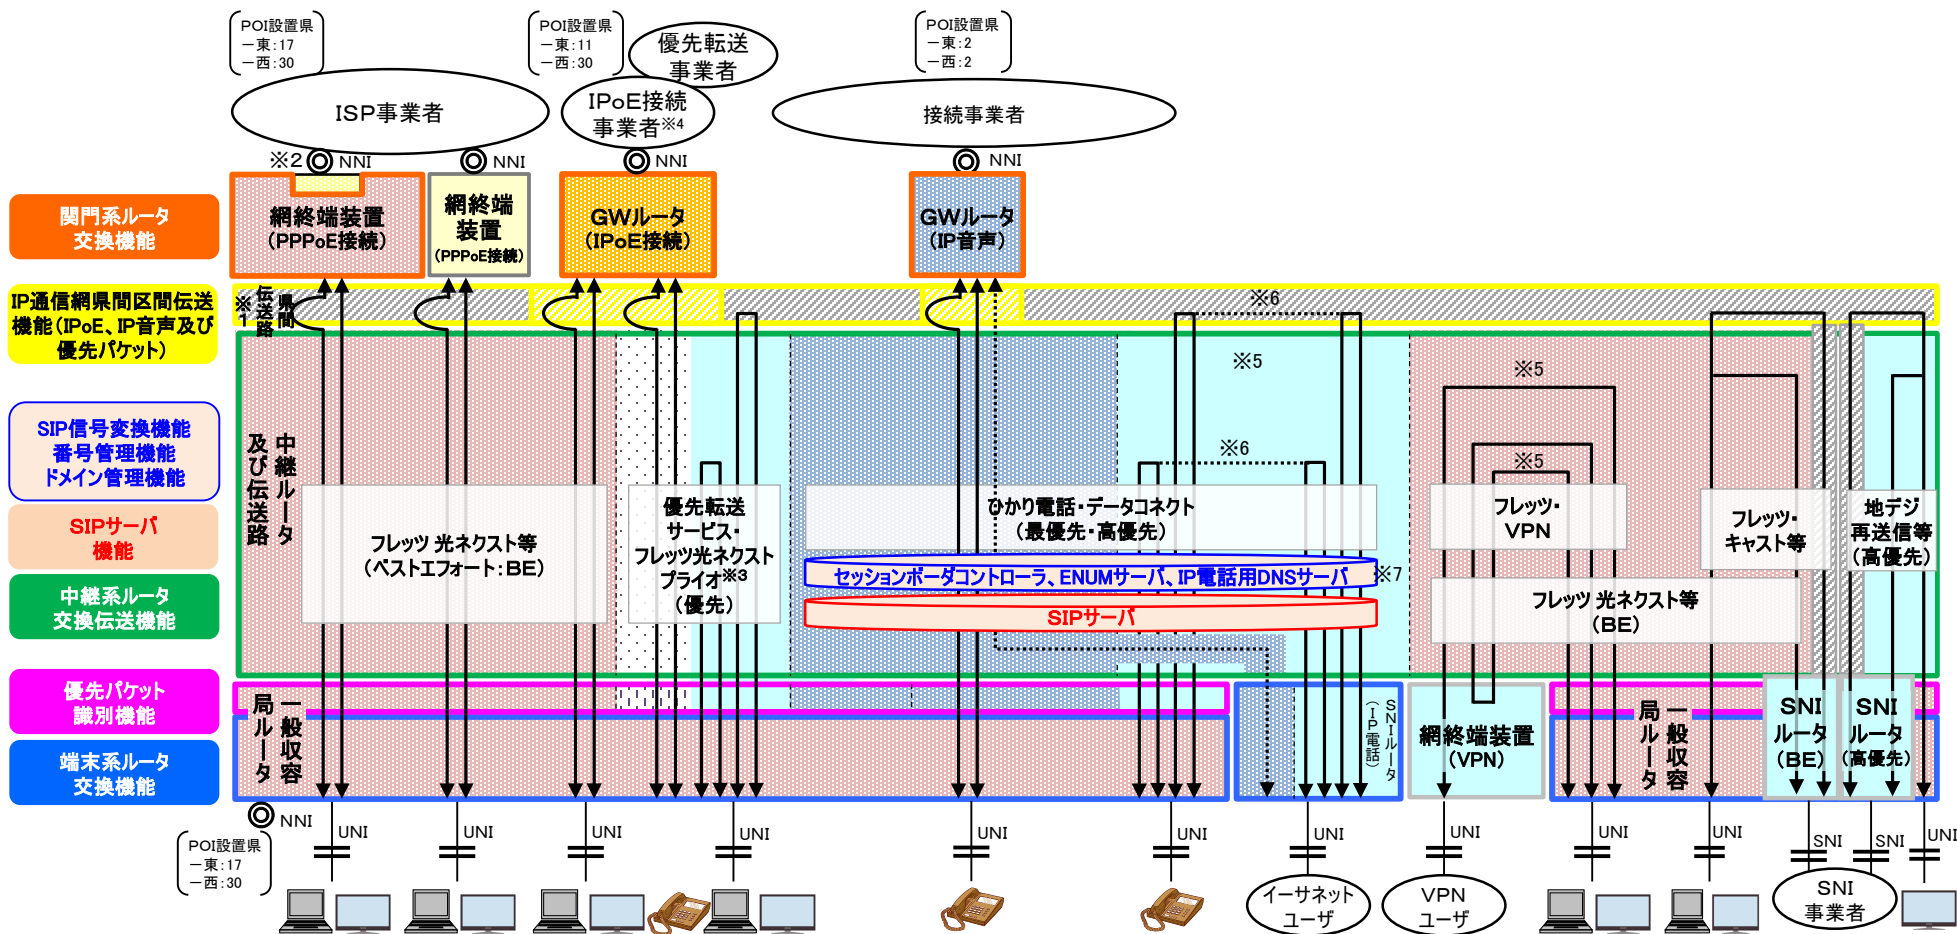 POI設置県
－東：17
－西：30
POI設置県
－東：11
－西：30
優先転送
事業者
POI設置県
－東：2
－西：2
ISP事業者
IPoE接続
事業者※4
接続事業者
※2
NNI
NNI
NNI
NNI
関門系ルータ
交換機能
網終端装置
（PPPoE接続）
網終端
装置
（PPPoE接続）
GWルータ
（IPoE接続）
GWルータ
（IP音声）
IP通信網県間区間伝送
機能（IPoE、IP音声及び
優先パケット）
県間
伝送路
※1
※6
※5
※5
※6
※5
SIP信号変換機能
番号管理機能
ドメイン管理機能
SIPサーバ
機能
中継系ルータ
交換伝送機能
中継ルータ
及び伝送路
フレッツ 光ネクスト等
（ベストエフォート：BE）
優先転送
サービス・
フレッツ光ネクスト
プライオ※3
（優先）
ひかり電話・データコネクト
（最優先・高優先）
セッションボーダコントローラ、ENUMサーバ、IP電話用DNSサーバ
※7
SIPサーバ
フレッツ・
VPN
フレッツ 光ネクスト等
（BE）
フレッツ・
キャスト等
地デジ
再送信等
（高優先）
優先パケット
識別機能
端末系ルータ
交換機能
一般収容
局ルータ
SNIルータ
（IP電話）
網終端装置
（VPN）
一般収容
局ルータ
SNI
ルータ
（BE）
SNI
ルータ
（高優先）
NNI
POI設置県
－東：17
－西：30
UNI
UNI
UNI
UNI
UNI
UNI
UNI
UNI
UNI
UNI
SNI
SNI
UNI
イーサネット
ユーザ
VPN
ユーザ
SNI
事業者